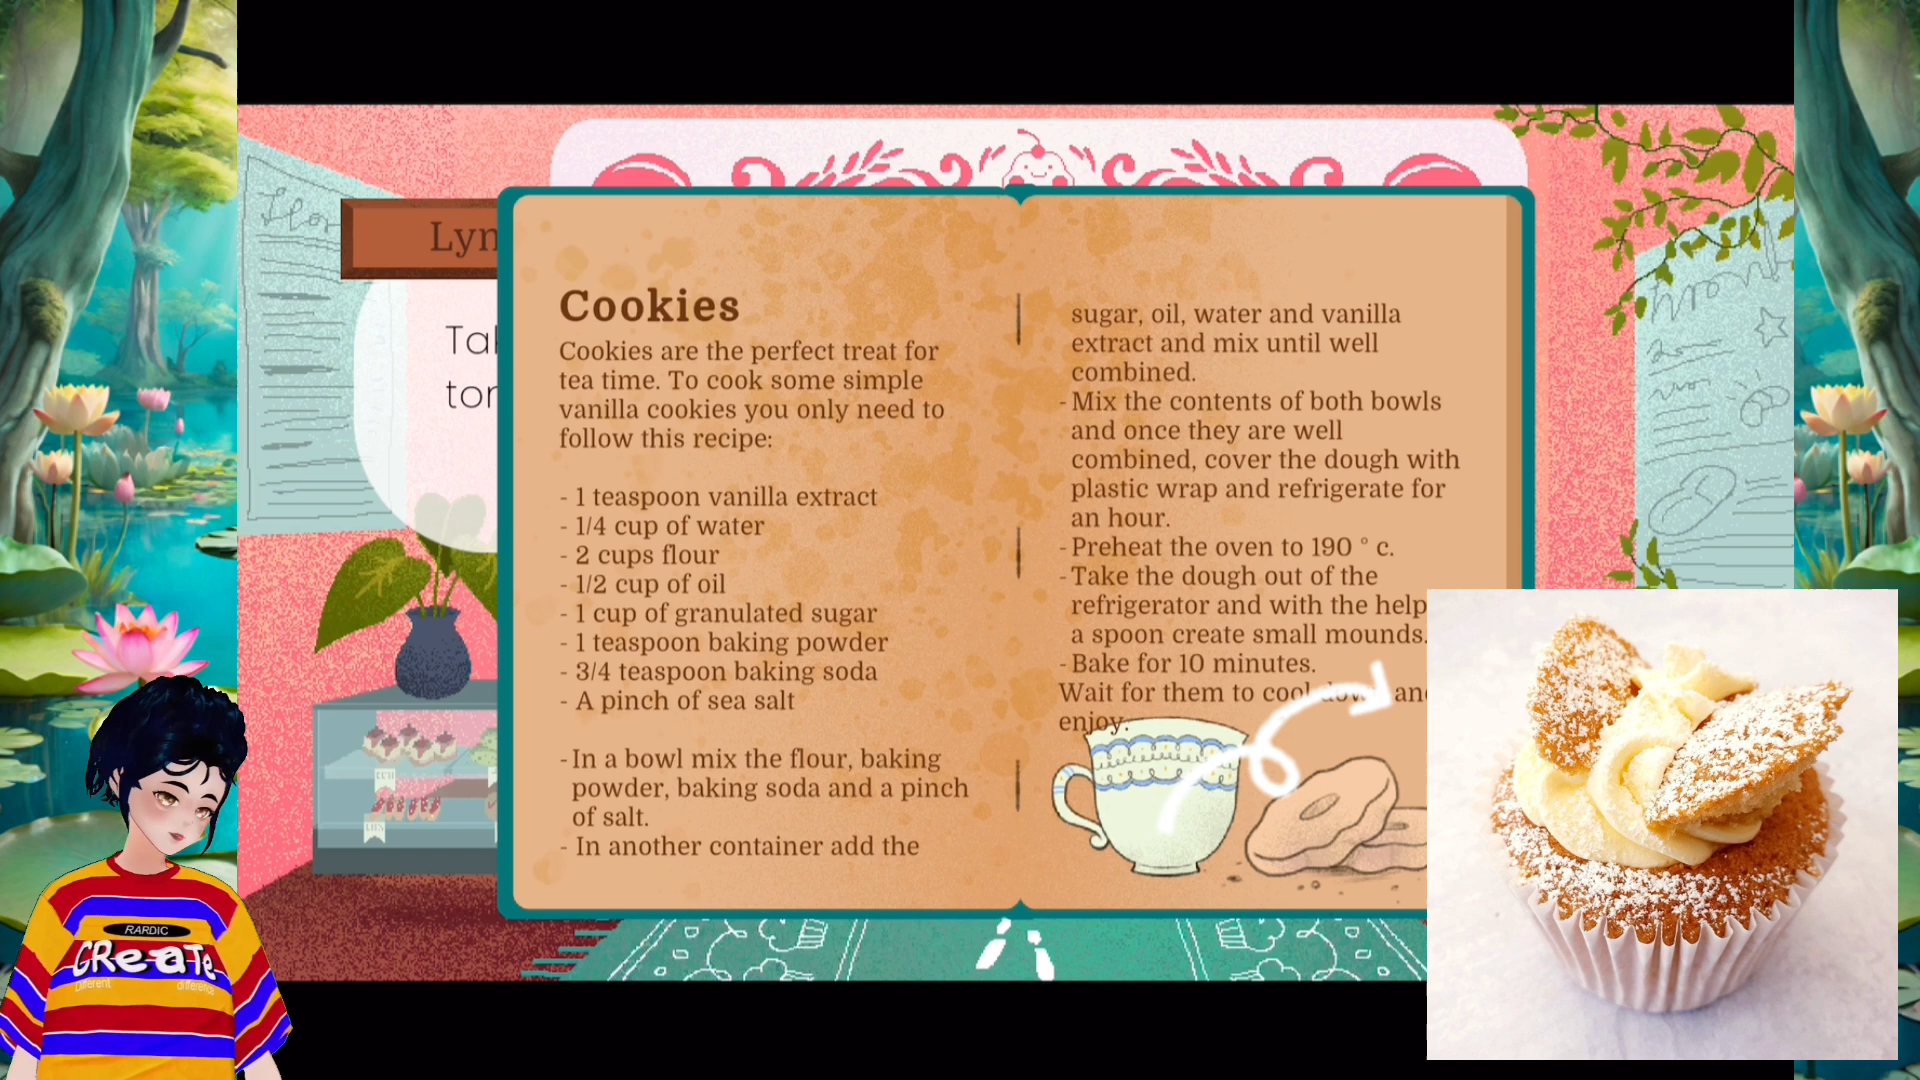 Lyn
Tak
tor
Cookies
Cookies are the perfect treat for
tea time. To cook some simple
vanilla cookies you only need to
follow this recipe:
- 1 teaspoon vanilla extract
- 1/4 cup of water
- 2 cups flour
- 1/2 cup of oil
- 1 cup of granulated sugar
- 1 teaspoon baking powder
- 3/4 teaspoon baking soda
- A pinch of sea salt
- In a bowl mix the flour, baking
powder, baking soda and a pinch
of salt.
- In another container add the
sugar, oil, water and vanilla
extract and mix until well
combined.
- Mix the contents of both bowls
and once they are well
combined, cover the dough with
plastic wrap and refrigerate for
an hour.
- Preheat the oven to 190 ° c.
- Take the dough out of the
refrigerator and with the help
a spoon create small mounds.
- Bake for 10 minutes.
Wait for them to cool down and
enjoy.
RARDIC
CReaTe
Different difference